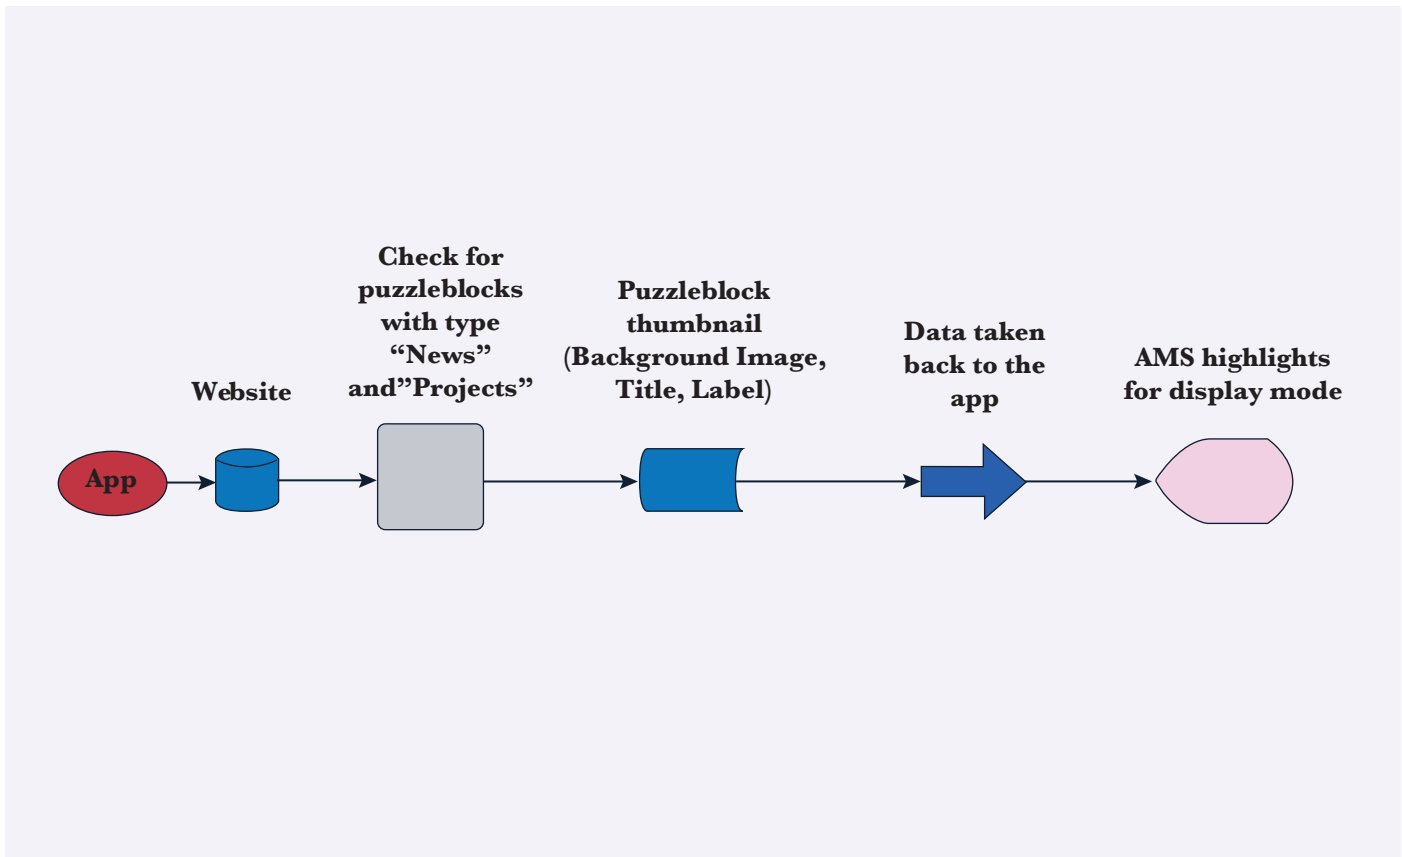 App
Website
Check for
puzzleblocks
with type
“News”
and”Projects”
Puzzleblock
thumbnail
(Background Image,
Title, Label)
Data taken
back to the
app
AMS highlights
for display mode